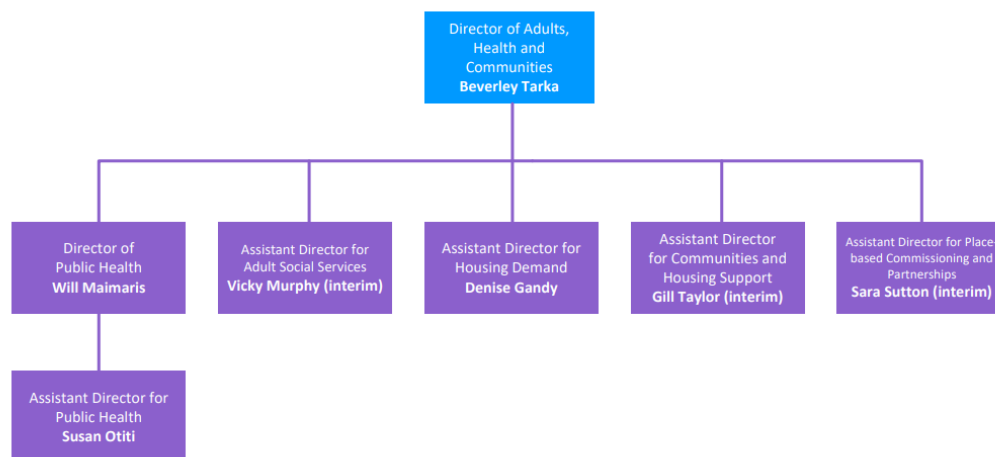 Director of Adults,
Health and
Communities
Beverley Tarka
Director of
Public Health
Will Maimaris
Assistant Director for
Adult Social Services
Vicky Murphy (interim)
Assistant Director for
Housing Demand
Denise Gandy
Assistant Director
for Communities and
Housing Support
Gill Taylor (interim)
Assistant Director for Place-
based Commissioning and
Partnerships
Sara Sutton (interim)
Assistant Director for
Public Health
Susan Otiti